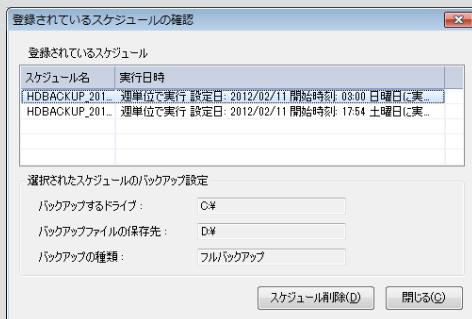 登録されているスケジュールの確認
登録されているスケジュール
スケジュール名 実行日時
HDBACKUP_201... 週単位で実行 設定日: 2012/02/11 開始時刻: 03:00 日曜日に実...
HDBACKUP_201... 週単位で実行 設定日: 2012/02/11 開始時刻: 17:54 土曜日に実...
選択されたスケジュールのバックアップ設定
バックアップするドライブ： C:¥
バックアップファイルの保存先： D:¥
バックアップの種類： フルバックアップ
スケジュール削除(D) 閉じる(C)